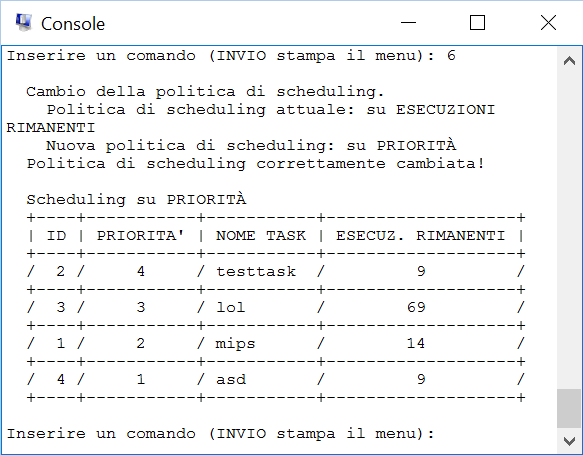 Console
Inserire un comando (INVIO stampa il menu): 6
Cambio della politica di scheduling.
Politica di scheduling attuale: su ESECUZIONI
RIMANENTI
Nuova politica di scheduling: su PRIORITÀ
Politica di scheduling correttamente cambiata!
Scheduling su PRIORITÀ
+----+-----------+-----------+--------------------+
| ID | PRIORITA' | NOME TASK | ESECUZ. RIMANENTI |
+----+-----------+-----------+--------------------+
/ 2 / 4 / testtask / 9 /
+----+-----------+-----------+--------------------+
/ 3 / 3 / lol / 69 /
+----+-----------+-----------+--------------------+
/ 1 / 2 / mips / 14 /
+----+-----------+-----------+--------------------+
/ 4 / 1 / asd / 9 /
+----+-----------+-----------+--------------------+
Inserire un comando (INVIO stampa il menu):